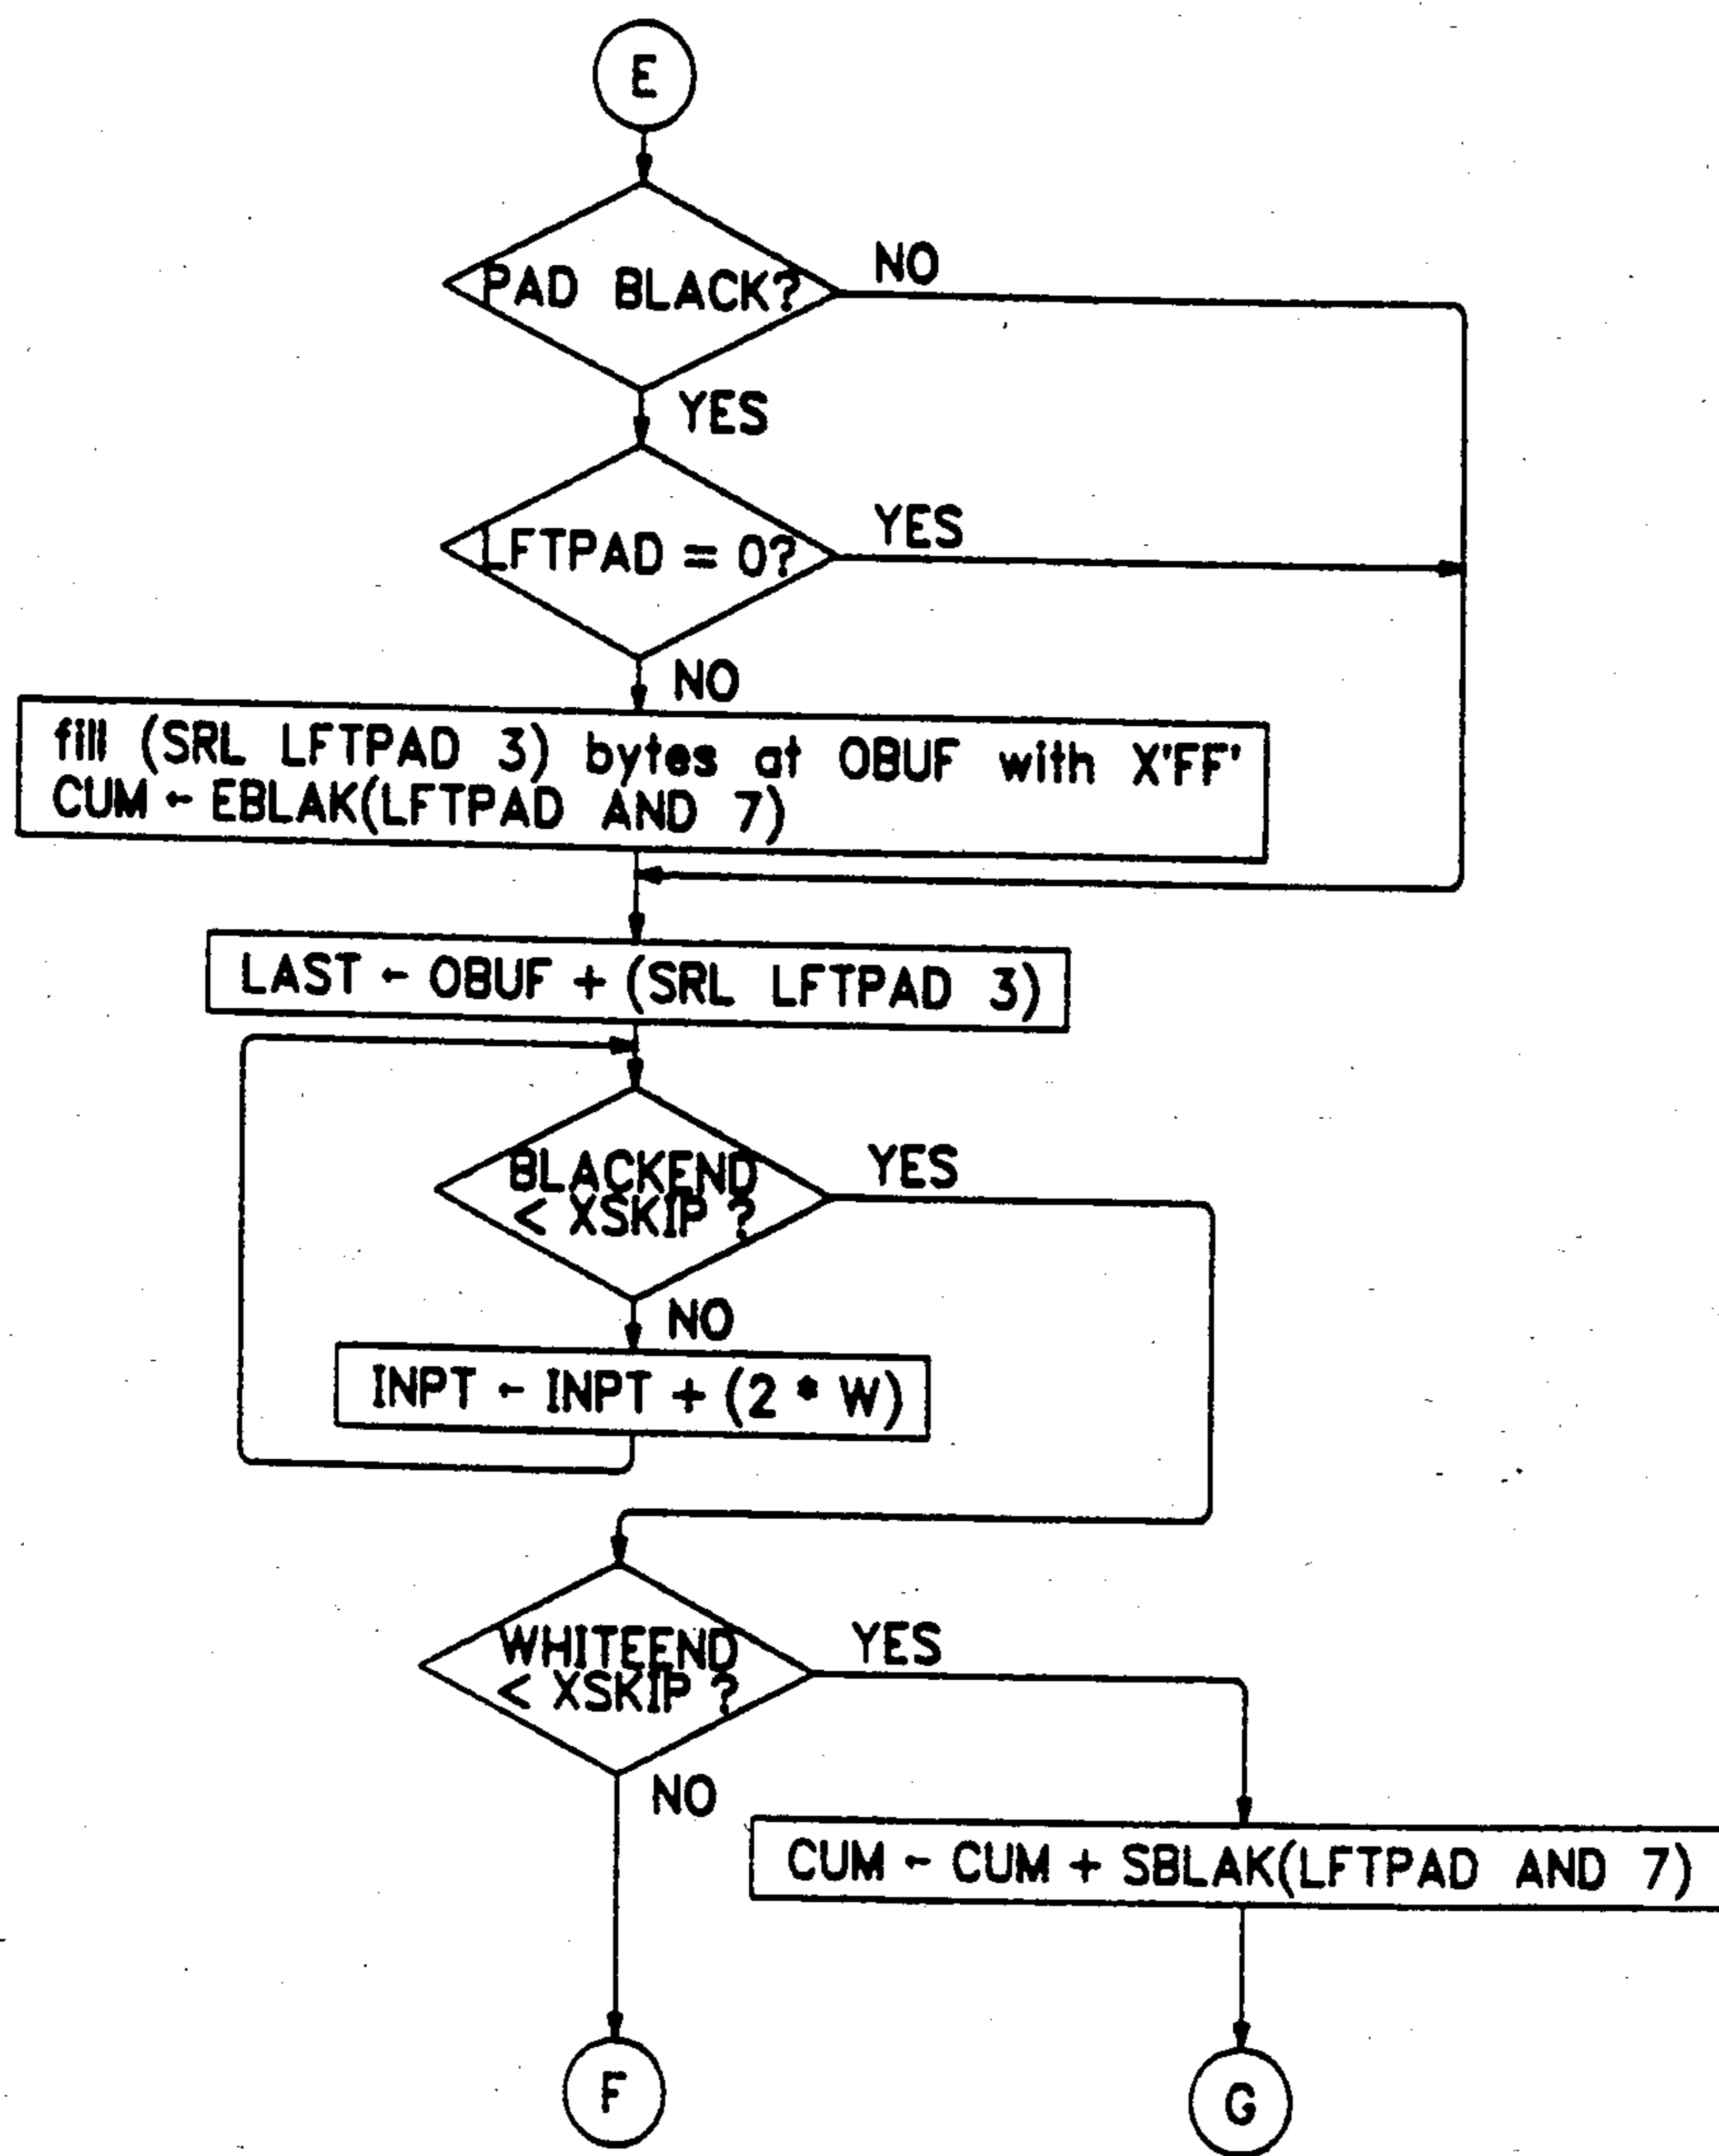 E
PAD BLACK?
NO
YES
LFTPAD = 0?
YES
NO
fill (SRL LFTPAD 3) bytes at OBUF with X'FF'
CUM ← EBLAK(LFTPAD AND 7)
LAST ← OBUF + (SRL LFTPAD 3)
BLACKEND
< XSKIP ?
YES
NO
INPT ← INPT + (2 * W)
WHITEEND
< XSKIP ?
YES
NO
CUM ← CUM + SBLAK(LFTPAD AND 7)
F
G